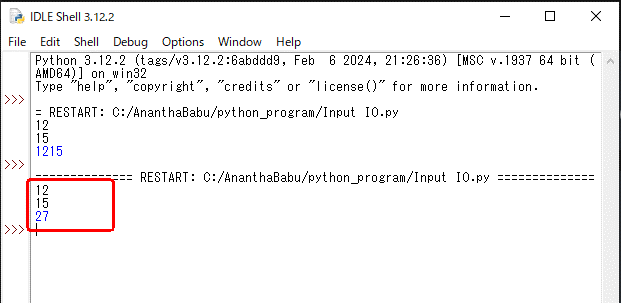 IDLE Shell 3.12.2
File Edit Shell Debug Options Window Help
Python 3.12.2 (tags/v3.12.2:6abddd9, Feb  6 2024, 21:26:36) [MSC v.1937 64 bit (
AMD64)] on win32
Type "help", "copyright", "credits" or "license()" for more information.
>>>
= RESTART: C:/AnanthaBabu/python_program/Input IO.py
12
15
1215
>>>
============== RESTART: C:/AnanthaBabu/python_program/Input IO.py ==============
12
15
27
>>>